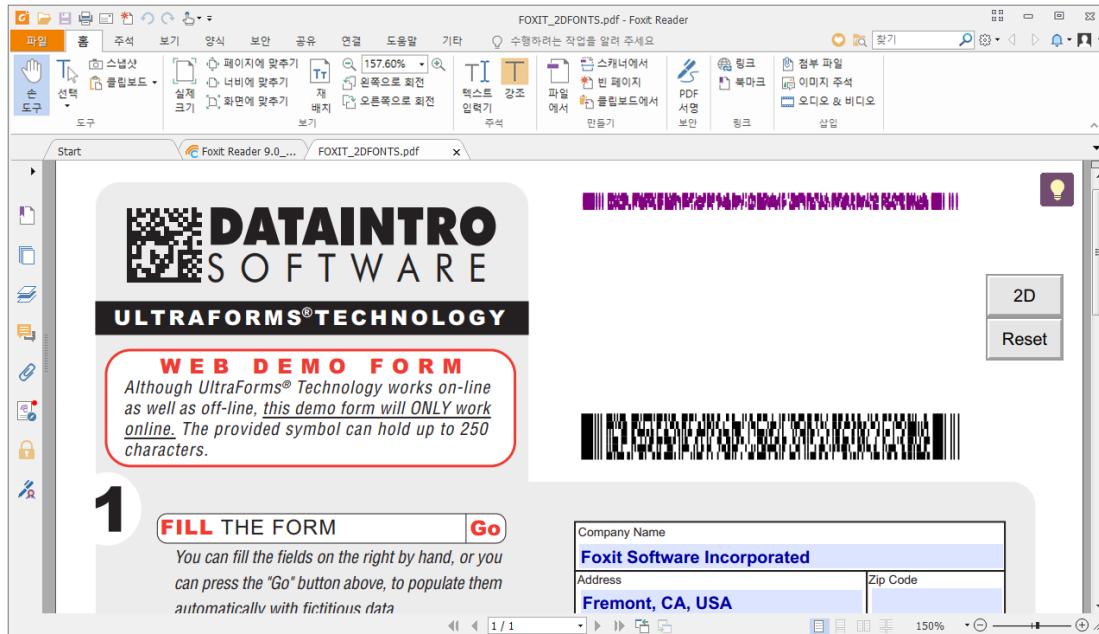 FOXIT_2DFONTS.pdf - Foxit Reader
파일 홈 주석 보기 양식 보안 공유 연결 도움말 기타 수행하려는 작업을 알려 주세요 찾기
손
도구
선택
스냅샷
클립보드
도구
실제
크기
페이지에 맞추기
너비에 맞추기
화면에 맞추기
재
배치
157.60%
왼쪽으로 회전
오른쪽으로 회전
보기
텍스트
입력기
강조
주석
파일
에서
스캐너에서
빈 페이지
클립보드에서
만들기
PDF
서명
보안
링크
북마크
링크
첨부 파일
이미지 주석
오디오 & 비디오
삽입
Start Foxit Reader 9.0_... FOXIT_2DFONTS.pdf
DATAINTRO
SOFTWARE
ULTRAFORMS®TECHNOLOGY
WEB DEMO FORM
Although UltraForms® Technology works on-line
as well as off-line, this demo form will ONLY work
online. The provided symbol can hold up to 250
characters.
2D
Reset
1
FILL THE FORM Go
You can fill the fields on the right by hand, or you
can press the "Go" button above, to populate them
automatically with fictitious data
Company Name
Foxit Software Incorporated
Address Zip Code
Fremont, CA, USA
1 / 1
150%